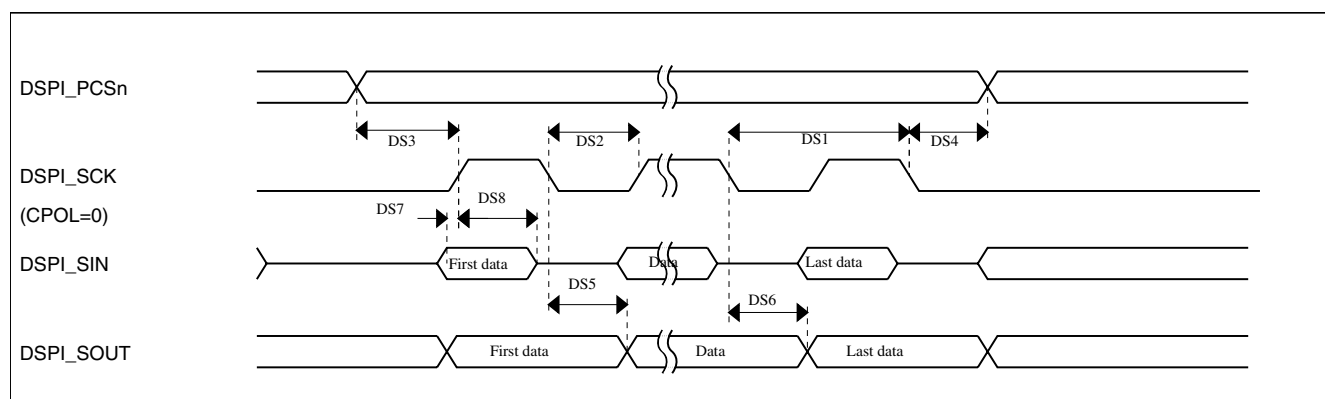 DSPI_PCSn
DS3
DS2
DS1
DS4
DSPI_SCK
(CPOL=0)
DS7
DS8
DSPI_SIN
First data
Data
Last data
DS5
DS6
DSPI_SOUT
First data
Data
Last data